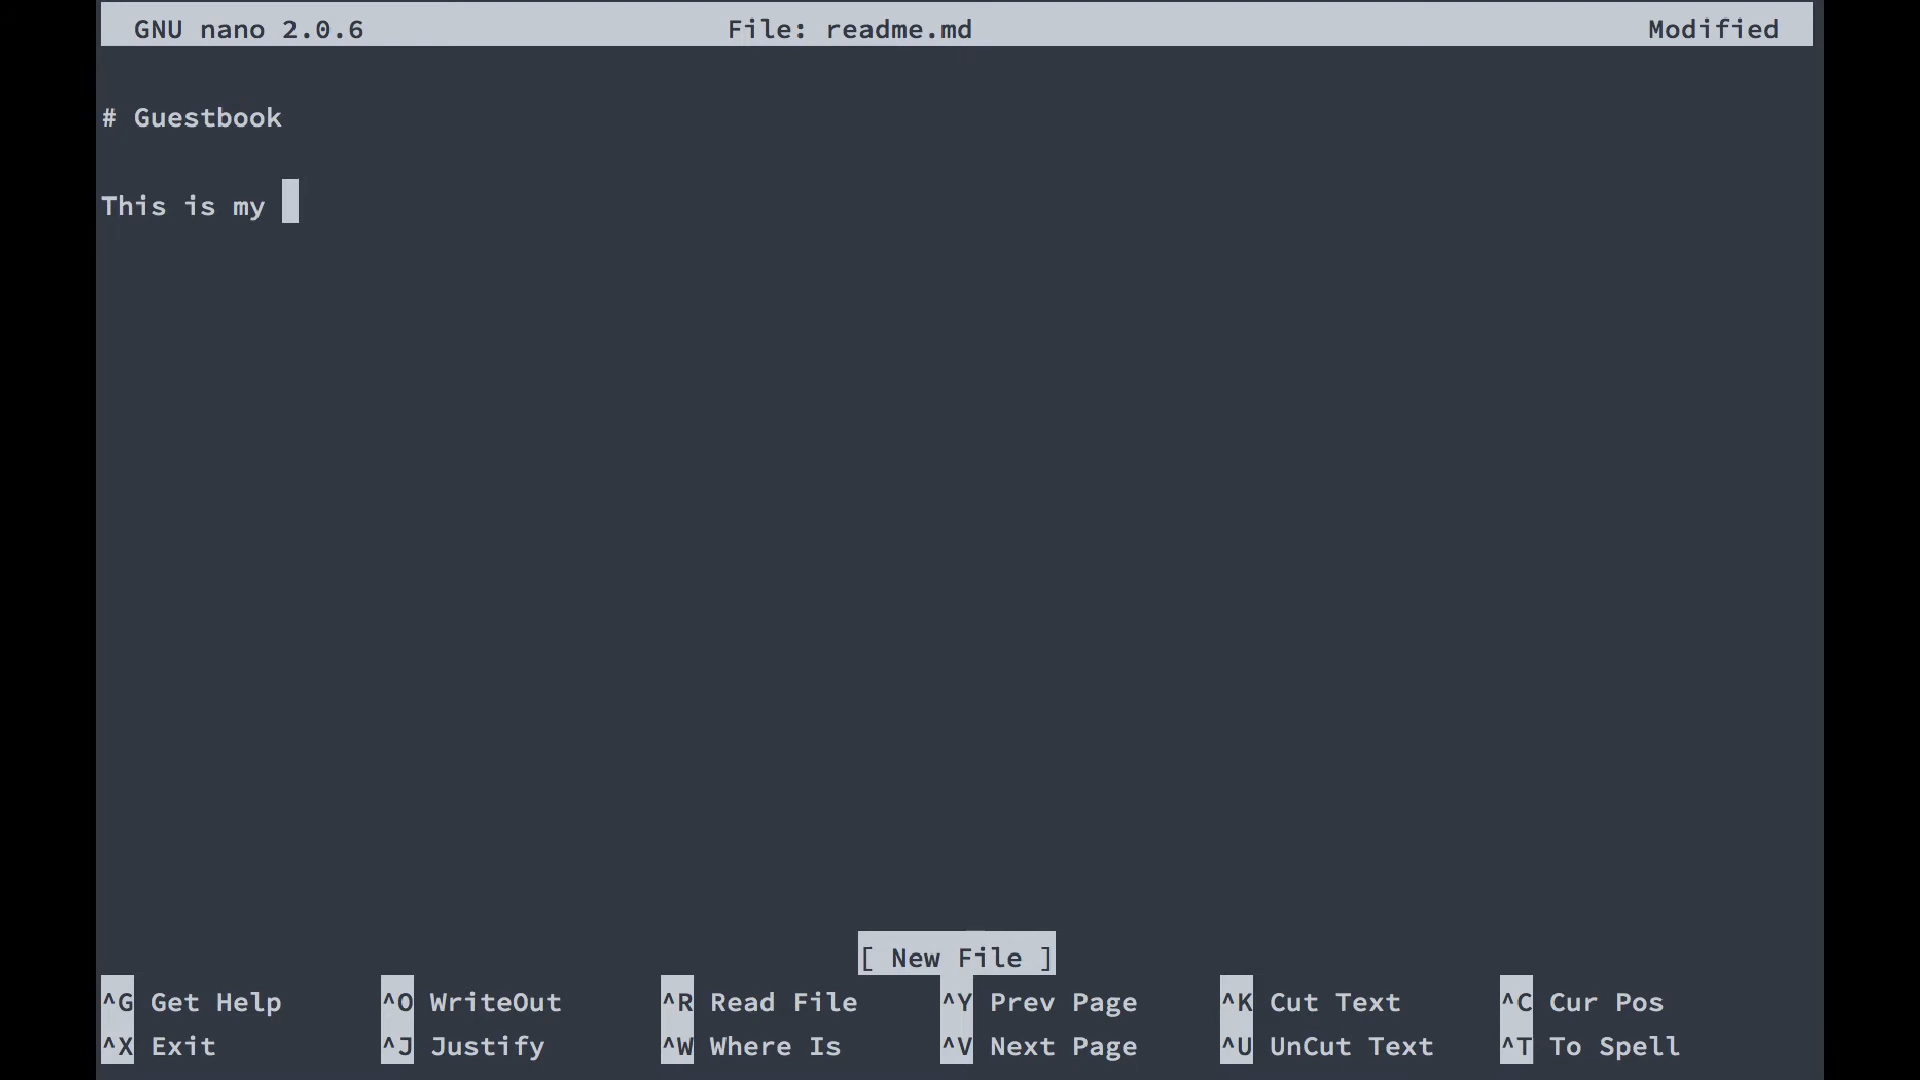 GNU nano 2.0.6 File: readme.md Modified
# Guestbook
This is my
[ New File ]
^G Get Help ^O WriteOut ^R Read File ^Y Prev Page ^K Cut Text ^C Cur Pos
^X Exit ^J Justify ^W Where Is ^V Next Page ^U UnCut Text ^T To Spell